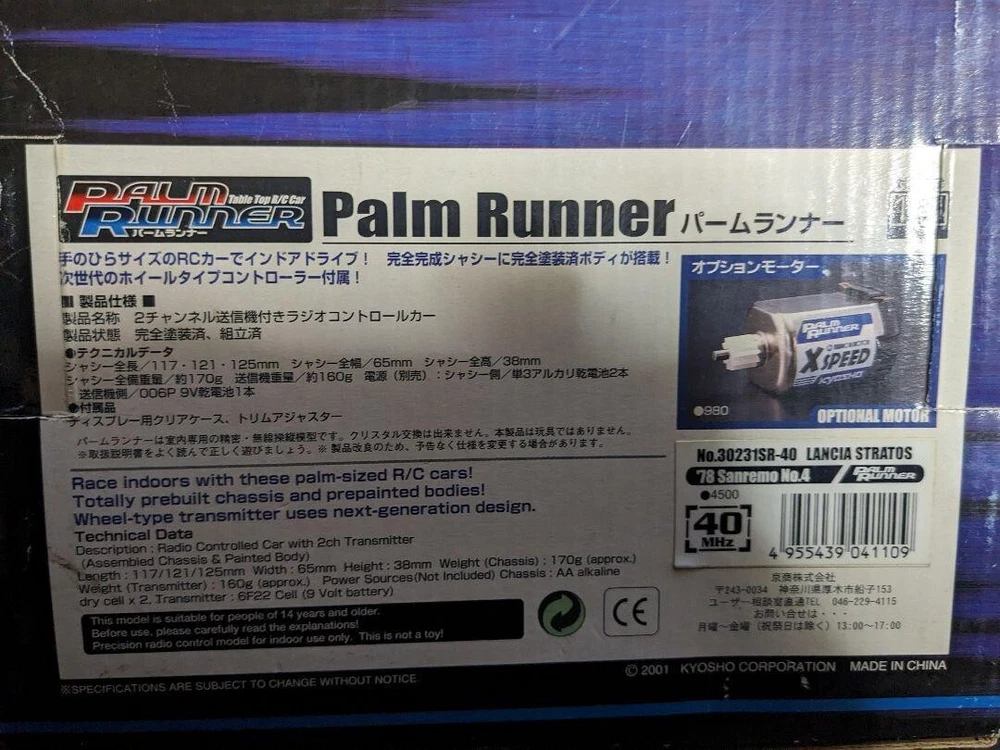 PALM RUNNER
Table Top R/C Car
パームランナー
Palm Runner パームランナー
手のひらサイズのRCカーでインドアドライブ！ 完全完成シャシーに完全塗装済ボディが搭載！
次世代のホイールタイプコントローラー付属！
■ 製品仕様 ■
製品名称 2チャンネル送信機付きラジオコントロールカー
製品状態 完全塗装済、組立済
●テクニカルデータ
シャシー全長／117・121・125mm シャシー全幅／65mm シャシー全高／38mm
シャシー全備重量／約170g 送信機重量／約160g 電源（別売）：シャシー側／単3アルカリ乾電池2本
送信機側／006P 9V乾電池1本
●付属品
ディスプレー用クリアケース、トリムアジャスター
パームランナーは室内専用の精密・無線操縦模型です。クリスタル交換は出来ません。本製品は玩具ではありません。
※取扱説明書をよく読んで正しく遊びましょう。※ 製品改良のため、予告なく仕様を変更する場合があります。
Race indoors with these palm-sized R/C cars!
Totally prebuilt chassis and prepainted bodies!
Wheel-type transmitter uses next-generation design.
Technical Data
Description : Radio Controlled Car with 2ch Transmitter
(Assembled Chassis & Painted Body)
Length : 117/121/125mm Width : 65mm Height : 38mm Weight (Chassis) : 170g (approx.)
Weight (Transmitter) : 160g (approx.) Power Sources(Not Included) Chassis : AA alkaline
dry cell x 2, Transmitter : 6F22 Cell (9 Volt battery)
This model is suitable for people of 14 years and older.
Before use, please carefully read the explanations!
Precision radio control model for indoor use only. This is not a toy!
CE
オプションモーター
PALM RUNNER
X SPEED
KYOSHO
●980
OPTIONAL MOTOR
No.30231SR-40 LANCIA STRATOS
'78 Sanremo No.4 PALM RUNNER
●4500
40
MHz
4 955439 041109
京商株式会社
〒243-0034 神奈川県厚木市船子153
ユーザー相談室直通TEL 046-229-4115
お問い合せは・・・
月曜〜金曜（祝祭日は除く）13:00〜17:00
© 2001 KYOSHO CORPORATION MADE IN CHINA
※SPECIFICATIONS ARE SUBJECT TO CHANGE WITHOUT NOTICE